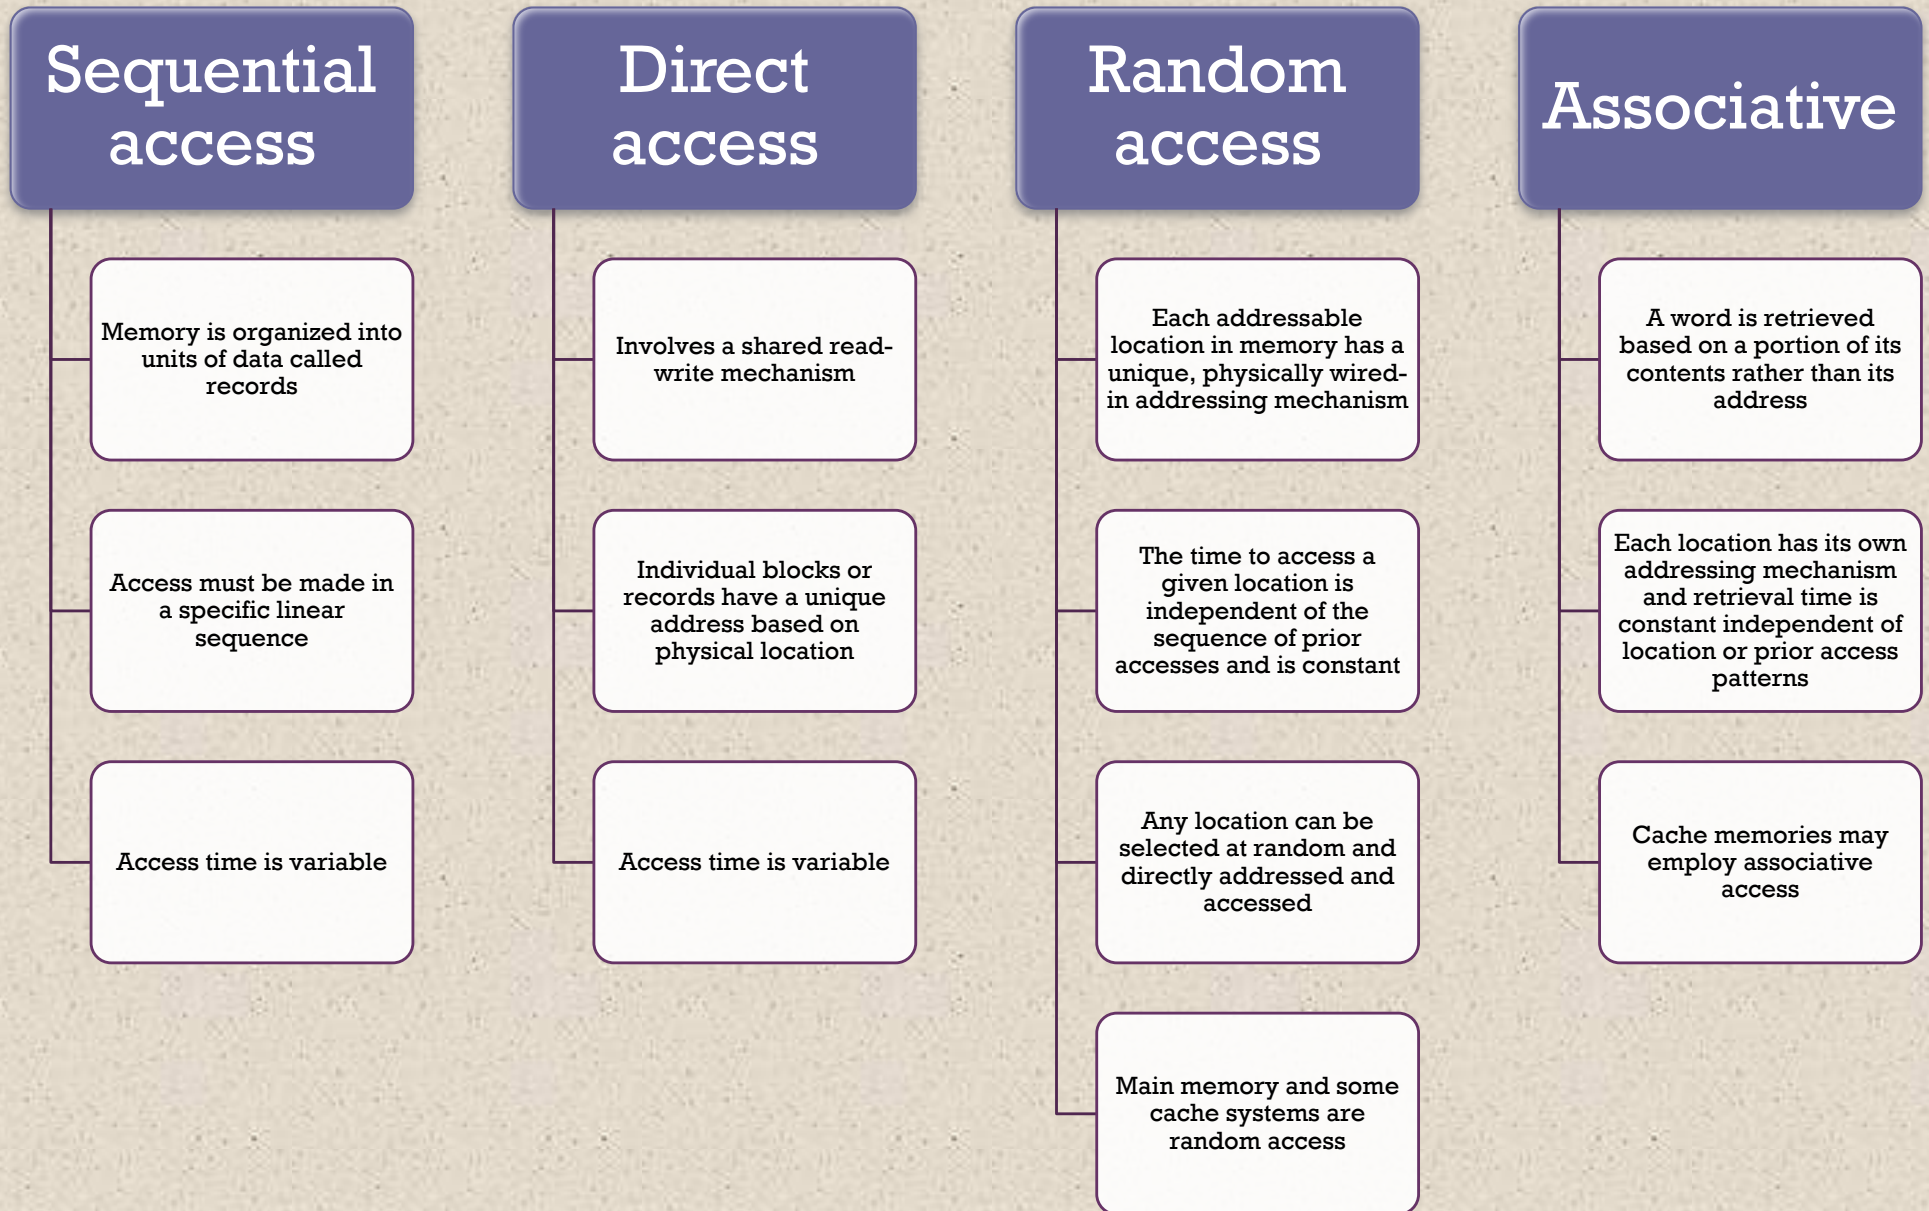 Sequential
access
Memory is organized into
units of data called
records
Access must be made in
a specific linear
sequence
Access time is variable
Direct
access
Involves a shared read-
write mechanism
Individual blocks or
records have a unique
address based on
physical location
Access time is variable
Random
access
Each addressable
location in memory has a
unique, physically wired-
in addressing mechanism
The time to access a
given location is
independent of the
sequence of prior
accesses and is constant
Any location can be
selected at random and
directly addressed and
accessed
Main memory and some
cache systems are
random access
Associative
A word is retrieved
based on a portion of its
contents rather than its
address
Each location has its own
addressing mechanism
and retrieval time is
constant independent of
location or prior access
patterns
Cache memories may
employ associative
access